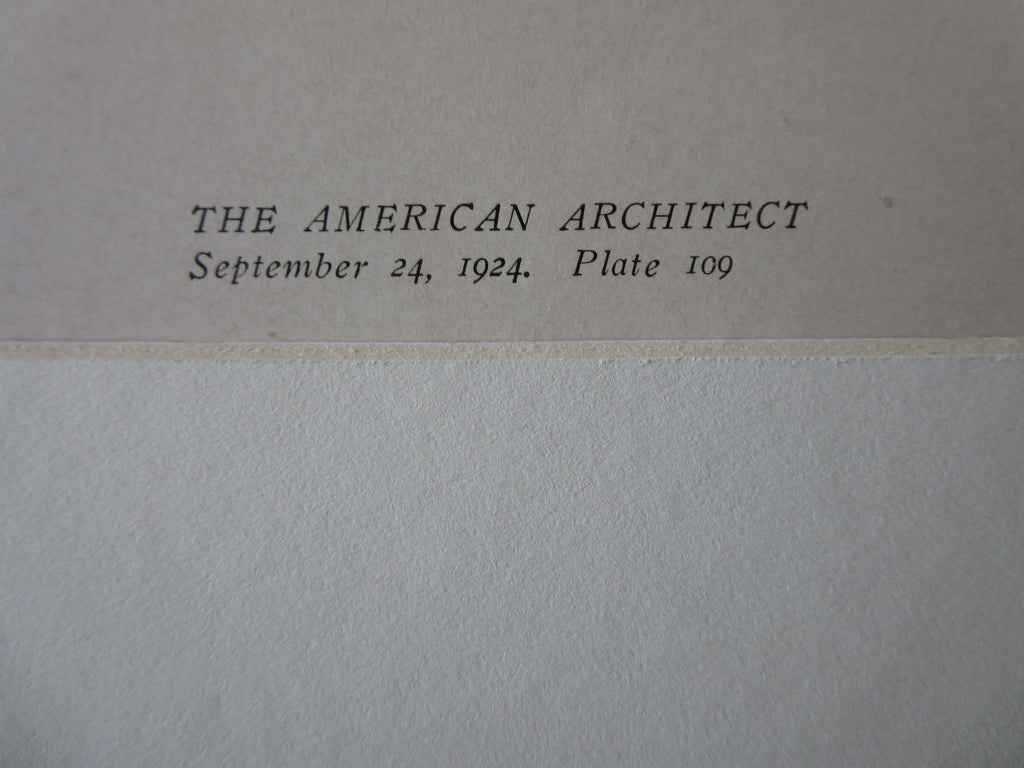 THE AMERICAN ARCHITECT
September 24, 1924. Plate 109